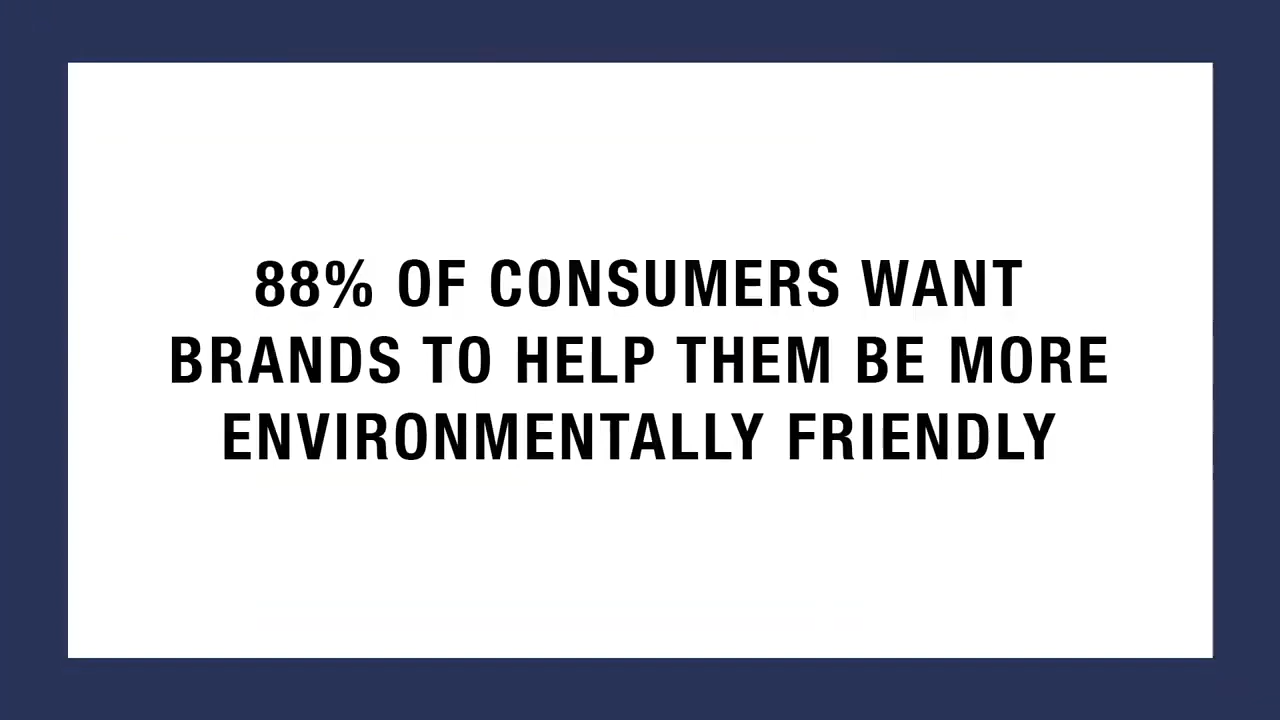 88% OF CONSUMERS WANT
BRANDS TO HELP THEM BE MORE
ENVIRONMENTALLY FRIENDLY